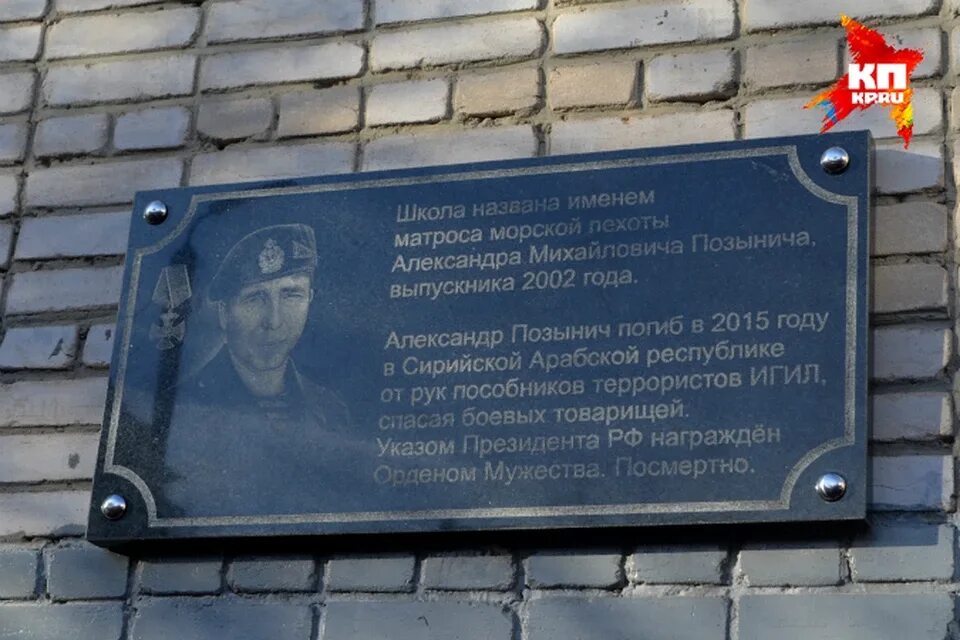 КП
KP.RU
Школа названа именем
матроса морской пехоты
Александра Михайловича Позынича,
выпускника 2002 года.
Александр Позынич погиб в 2015 году
в Сирийской Арабской республике
от рук пособников террористов ИГИЛ,
спасая боевых товарищей.
Указом Президента РФ награждён
Орденом Мужества. Посмертно.